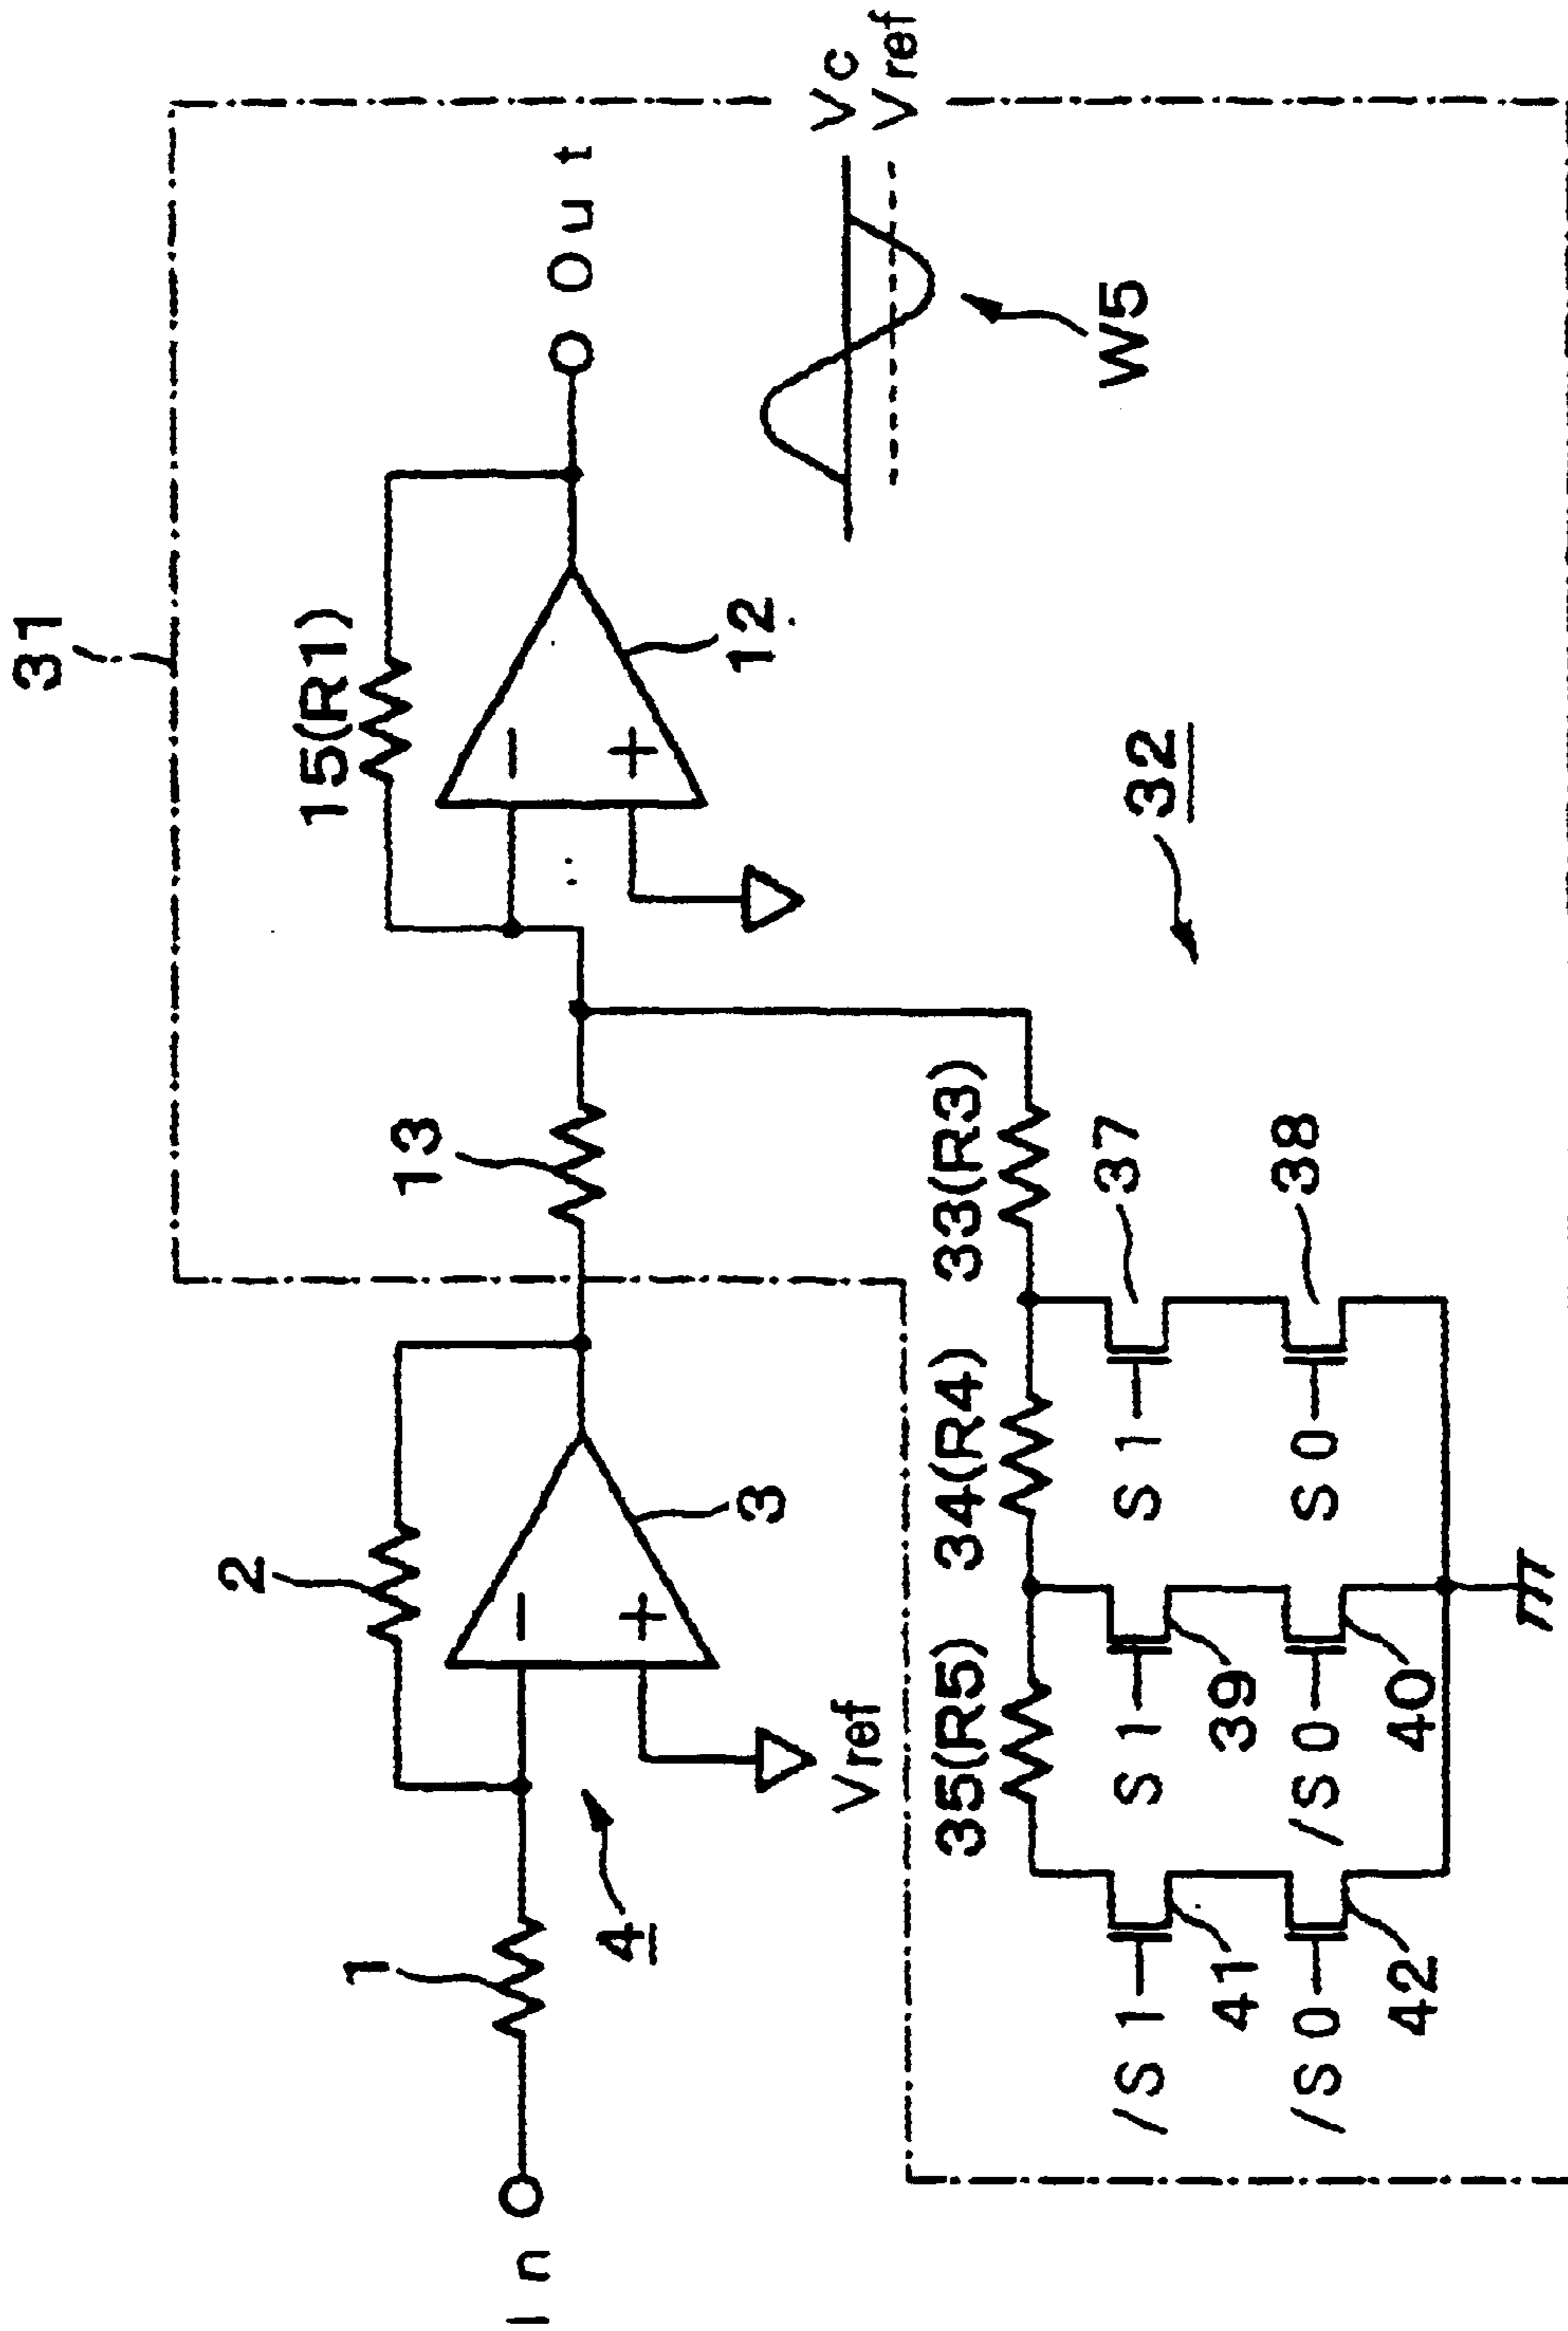 31
15(R1)
Out
2
13
12
Vc
Vref
1
3
4
Vref
W5
32
35(R5)
34(R4)
33(R3)
/S1
S1
S1
37
41
39
/S0
/S0
S0
38
42
40
In